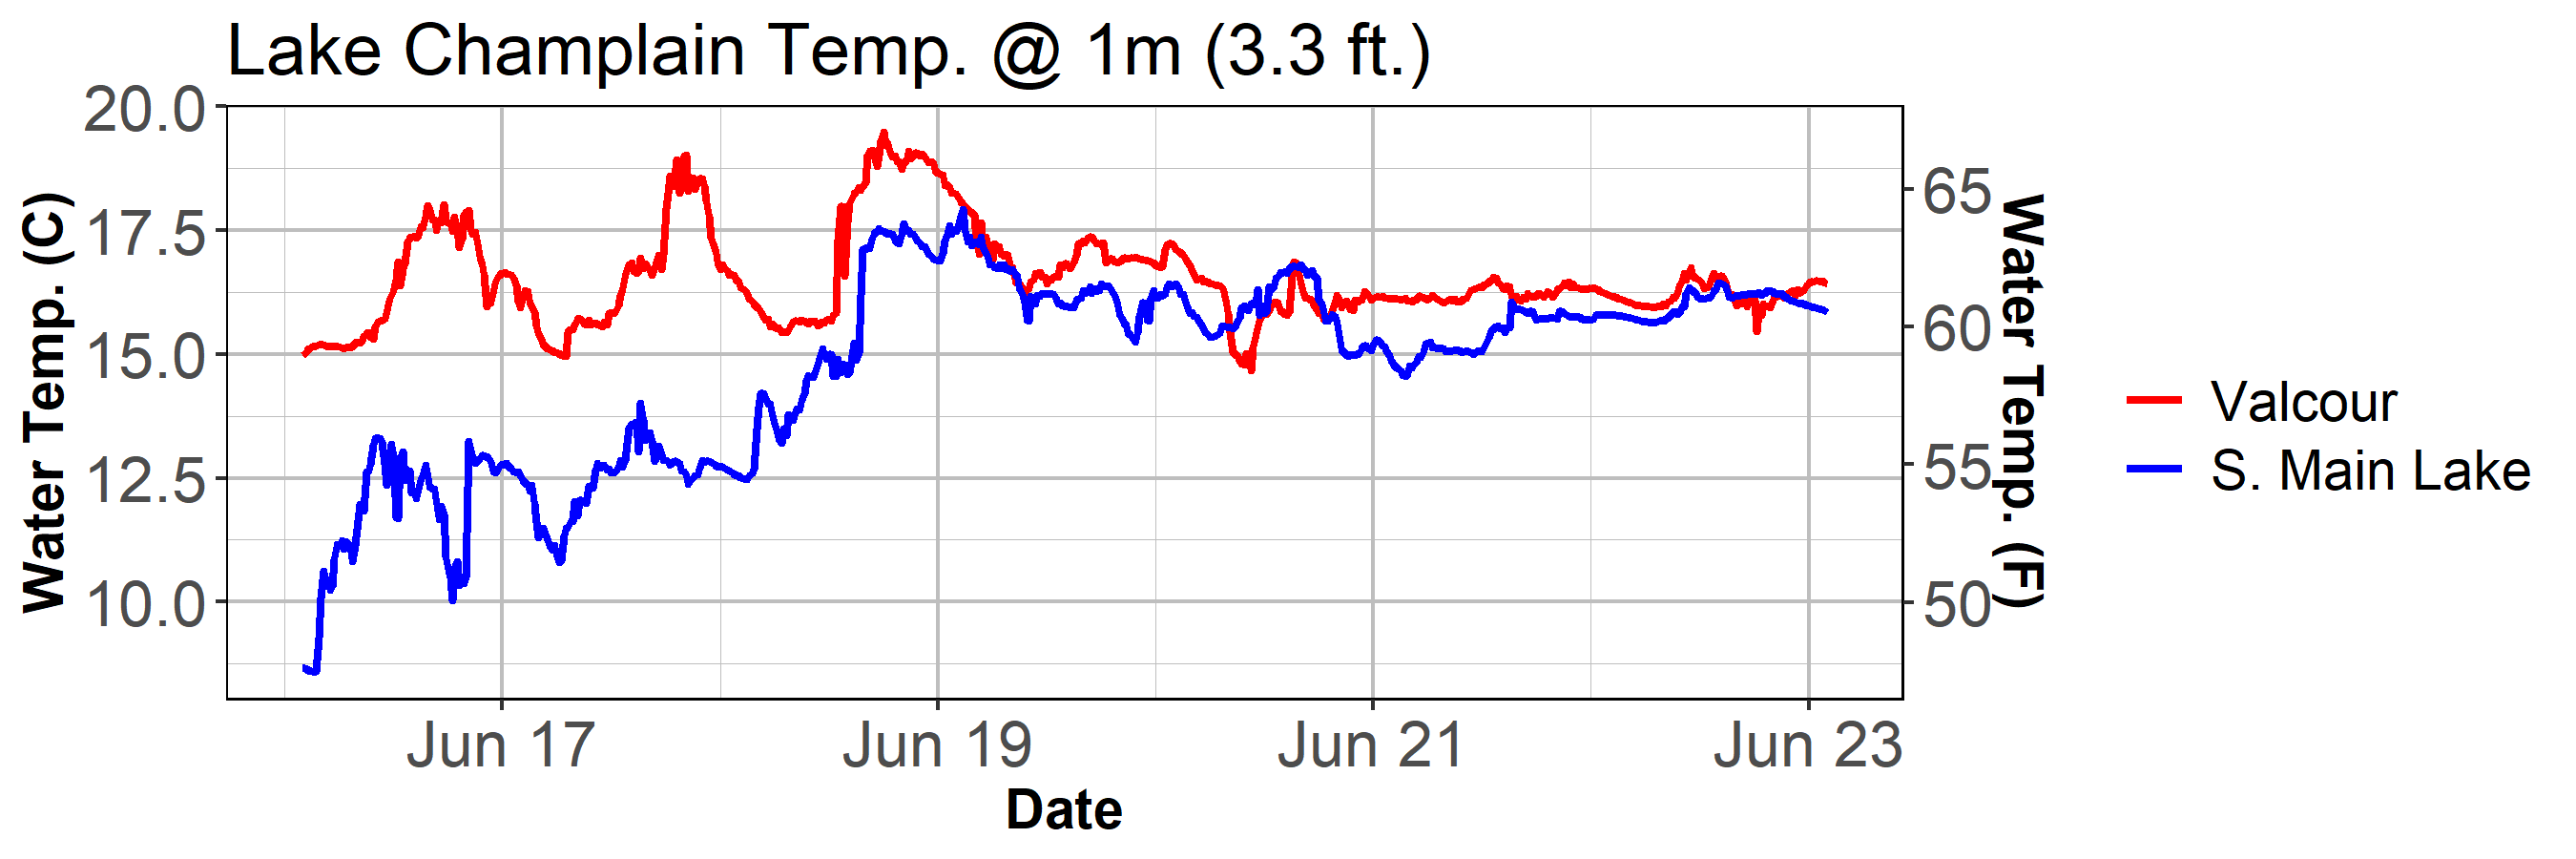 Lake Champlain Temp. @ 1m (3.3 ft.)
Water Temp. (C)
20.0
17.5
15.0
12.5
10.0
65
60
55
50
Water Temp. (F)
Jun 17
Jun 19
Jun 21
Jun 23
Date
Valcour
S. Main Lake